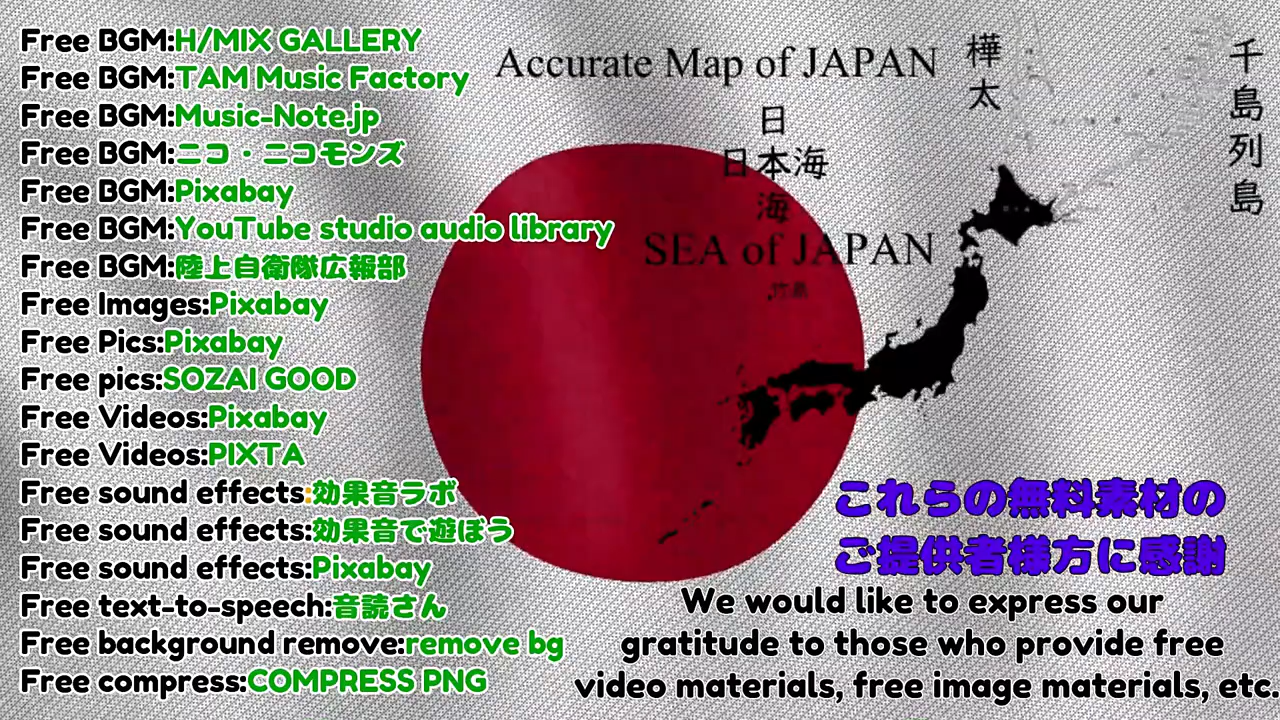 Free BGM:H/MIX GALLERY
Free BGM:TAM Music Factory
Free BGM:Music-Note.jp
Free BGM:ニコ・ニコモンズ
Free BGM:Pixabay
Free BGM:YouTube studio audio library
Free BGM:陸上自衛隊広報部
Free Images:Pixabay
Free Pics:Pixabay
Free pics:SOZAI GOOD
Free Videos:Pixabay
Free Videos:PIXTA
Free sound effects:効果音ラボ
Free sound effects:効果音で遊ぼう
Free sound effects:Pixabay
Free text-to-speech:音読さん
Free background remove:remove bg
Free compress:COMPRESS PNG
Accurate Map of JAPAN
樺太
千島列島
日
日本海
海
SEA of JAPAN
竹島
これらの無料素材の
ご提供者様方に感謝
We would like to express our
gratitude to those who provide free
video materials, free image materials, etc.